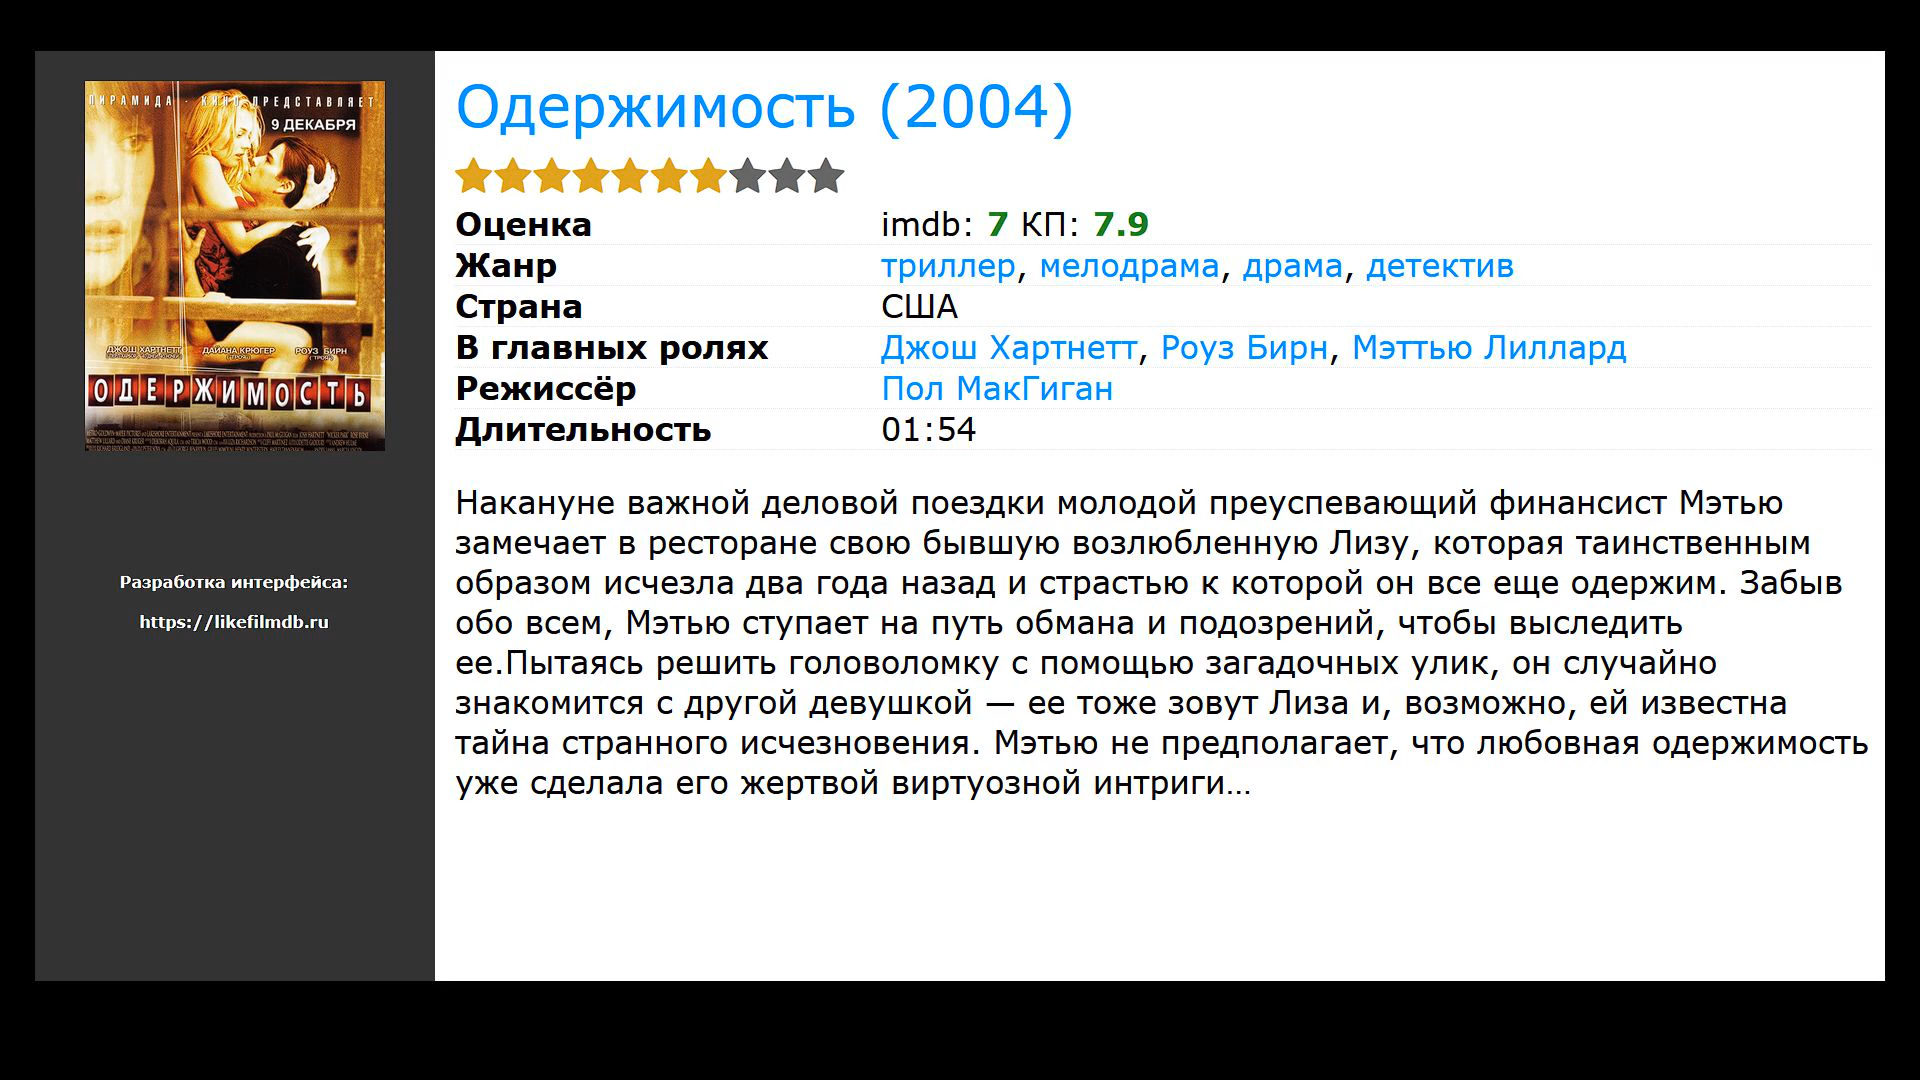 ПИРАМИДА · КИНО ПРЕДСТАВЛЯЕТ
9 ДЕКАБРЯ
ДЖОШ ХАРТНЕТТ ДАЙАНА КРЮГЕР РОУЗ БИРН
ОДЕРЖИМОСТЬ
Разработка интерфейса:
https://likefilmdb.ru
Одержимость (2004)
Оценка imdb: 7 КП: 7.9
Жанр триллер, мелодрама, драма, детектив
Страна США
В главных ролях Джош Хартнетт, Роуз Бирн, Мэттью Лиллард
Режиссёр Пол МакГиган
Длительность 01:54
Накануне важной деловой поездки молодой преуспевающий финансист Мэтью
замечает в ресторане свою бывшую возлюбленную Лизу, которая таинственным
образом исчезла два года назад и страстью к которой он все еще одержим. Забыв
обо всем, Мэтью ступает на путь обмана и подозрений, чтобы выследить
ее.Пытаясь решить головоломку с помощью загадочных улик, он случайно
знакомится с другой девушкой — ее тоже зовут Лиза и, возможно, ей известна
тайна странного исчезновения. Мэтью не предполагает, что любовная одержимость
уже сделала его жертвой виртуозной интриги…